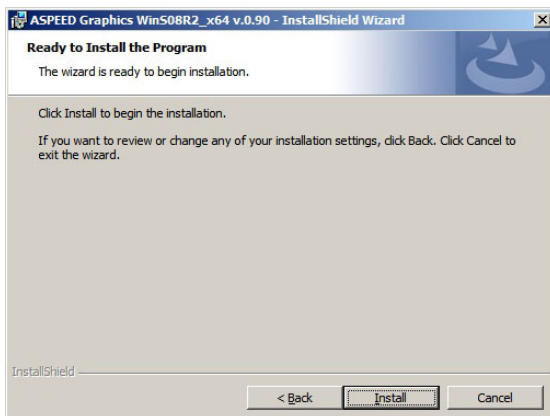 ASPEED Graphics WinS08R2_x64 v.0.90 - InstallShield Wizard
Ready to Install the Program
The wizard is ready to begin installation.
Click Install to begin the installation.
If you want to review or change any of your installation settings, click Back. Click Cancel to
exit the wizard.
InstallShield
< Back
Install
Cancel